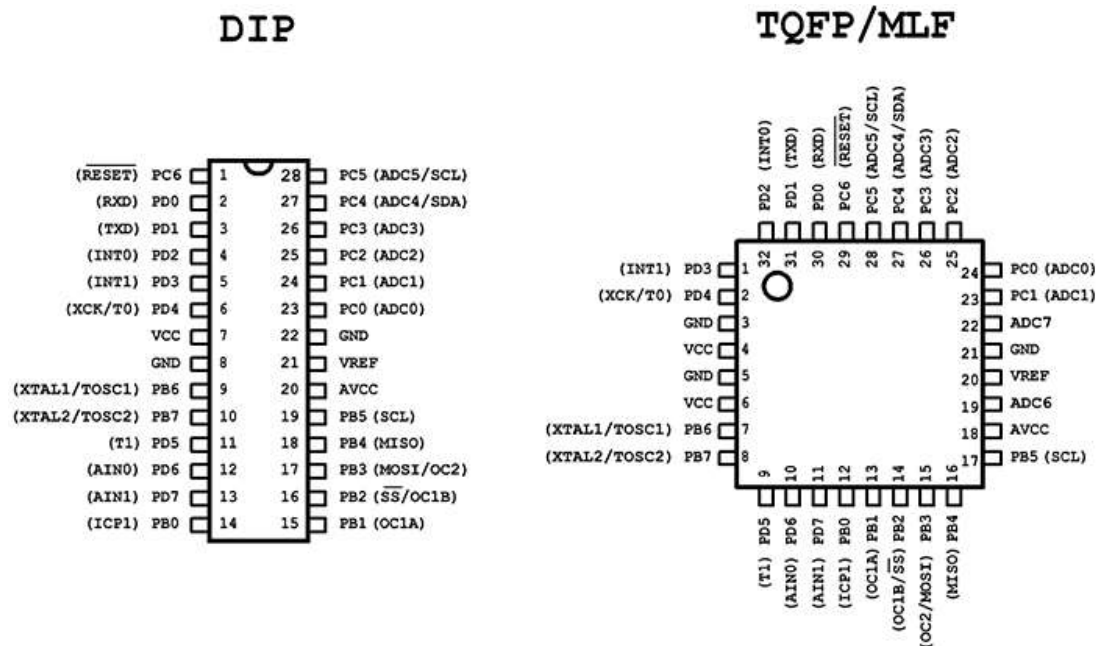 DIP
(RESET) PC6 1
(RXD) PD0 2
(TXD) PD1 3
(INT0) PD2 4
(INT1) PD3 5
(XCK/T0) PD4 6
VCC 7
GND 8
(XTAL1/TOSC1) PB6 9
(XTAL2/TOSC2) PB7 10
(T1) PD5 11
(AIN0) PD6 12
(AIN1) PD7 13
(ICP1) PB0 14
28 PC5 (ADC5/SCL)
27 PC4 (ADC4/SDA)
26 PC3 (ADC3)
25 PC2 (ADC2)
24 PC1 (ADC1)
23 PC0 (ADC0)
22 GND
21 VREF
20 AVCC
19 PB5 (SCL)
18 PB4 (MISO)
17 PB3 (MOSI/OC2)
16 PB2 (SS/OC1B)
15 PB1 (OC1A)
TQFP/MLF
32 PD2 (INT0)
31 PD1 (TXD)
30 PD0 (RXD)
29 PC6 (RESET)
28 PC5 (ADC5/SCL)
27 PC4 (ADC4/SDA)
26 PC3 (ADC3)
25 PC2 (ADC2)
(INT1) PD3 1
(XCK/T0) PD4 2
GND 3
VCC 4
GND 5
VCC 6
(XTAL1/TOSC1) PB6 7
(XTAL2/TOSC2) PB7 8
24 PC0 (ADC0)
23 PC1 (ADC1)
22 ADC7
21 GND
20 VREF
19 ADC6
18 AVCC
17 PB5 (SCL)
(T1) PD5 9
(AIN0) PD6 10
(AIN1) PD7 11
(ICP1) PB0 12
(OC1A) PB1 13
(OC1B/SS) PB2 14
(OC2/MOSI) PB3 15
(MISO) PB4 16